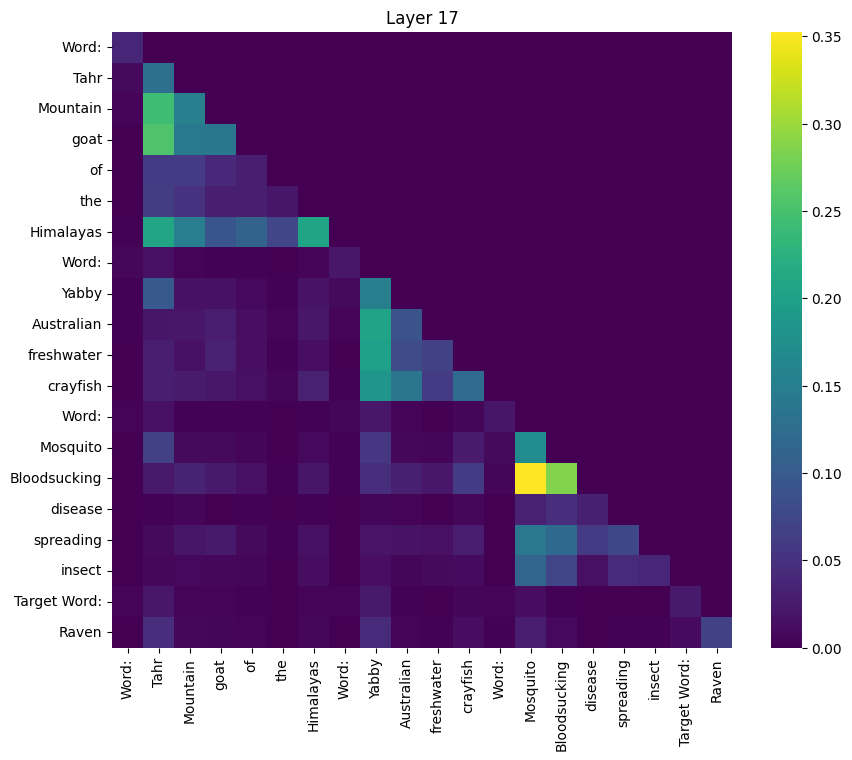 Layer 17
Word:
Tahr
Mountain
goat
of
the
Himalayas
Word:
Yabby
Australian
freshwater
crayfish
Word:
Mosquito
Bloodsucking
disease
spreading
insect
Target Word:
Raven
0.35
0.30
0.25
0.20
0.15
0.10
0.05
0.00
Word:
Tahr
Mountain
goat
of
the
Himalayas
Word:
Yabby
Australian
freshwater
crayfish
Word:
Mosquito
Bloodsucking
disease
spreading
insect
Target Word:
Raven